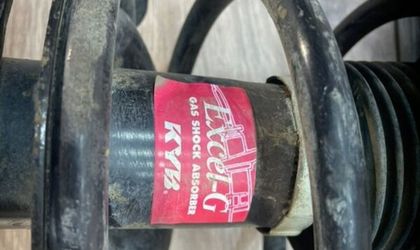 Excel-G
GAS SHOCK ABSORBER
KYB